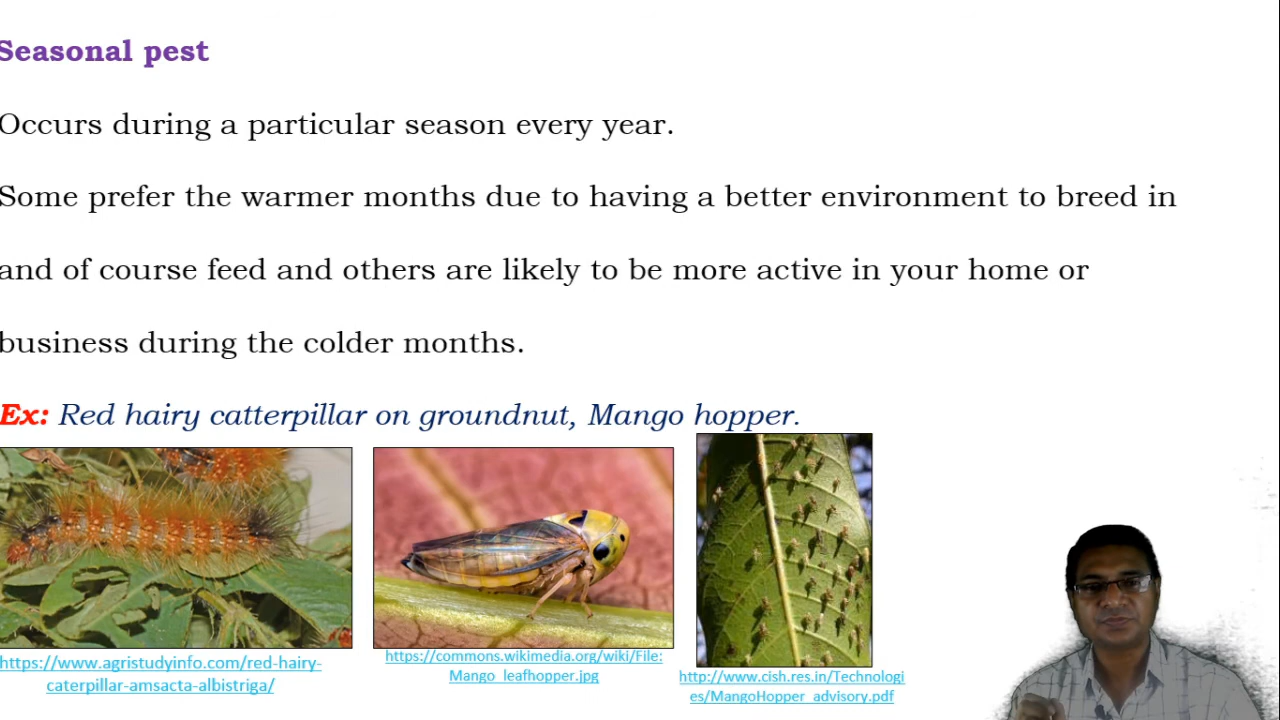 Seasonal pest
Occurs during a particular season every year.
Some prefer the warmer months due to having a better environment to breed in
and of course feed and others are likely to be more active in your home or
business during the colder months.
Ex: Red hairy catterpillar on groundnut, Mango hopper.
https://www.agristudyinfo.com/red-hairy-
caterpillar-amsacta-albistriga/
https://commons.wikimedia.org/wiki/File:
Mango_leafhopper.jpg
http://www.cish.res.in/Technologi
es/MangoHopper_advisory.pdf